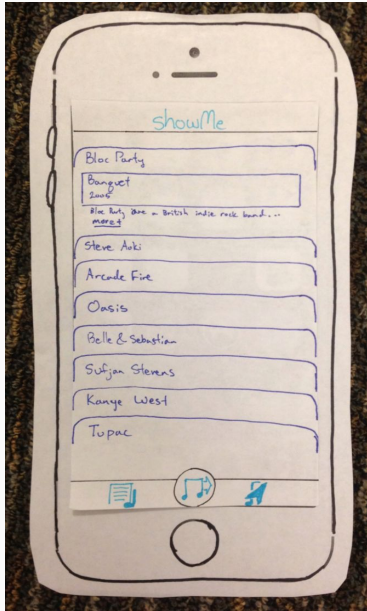 ShowMe
Bloc Party
Banquet
2005
Bloc Party are a British indie rock band...
more +
Steve Aoki
Arcade Fire
Oasis
Belle & Sebastian
Sufjan Stevens
Kanye West
Tupac